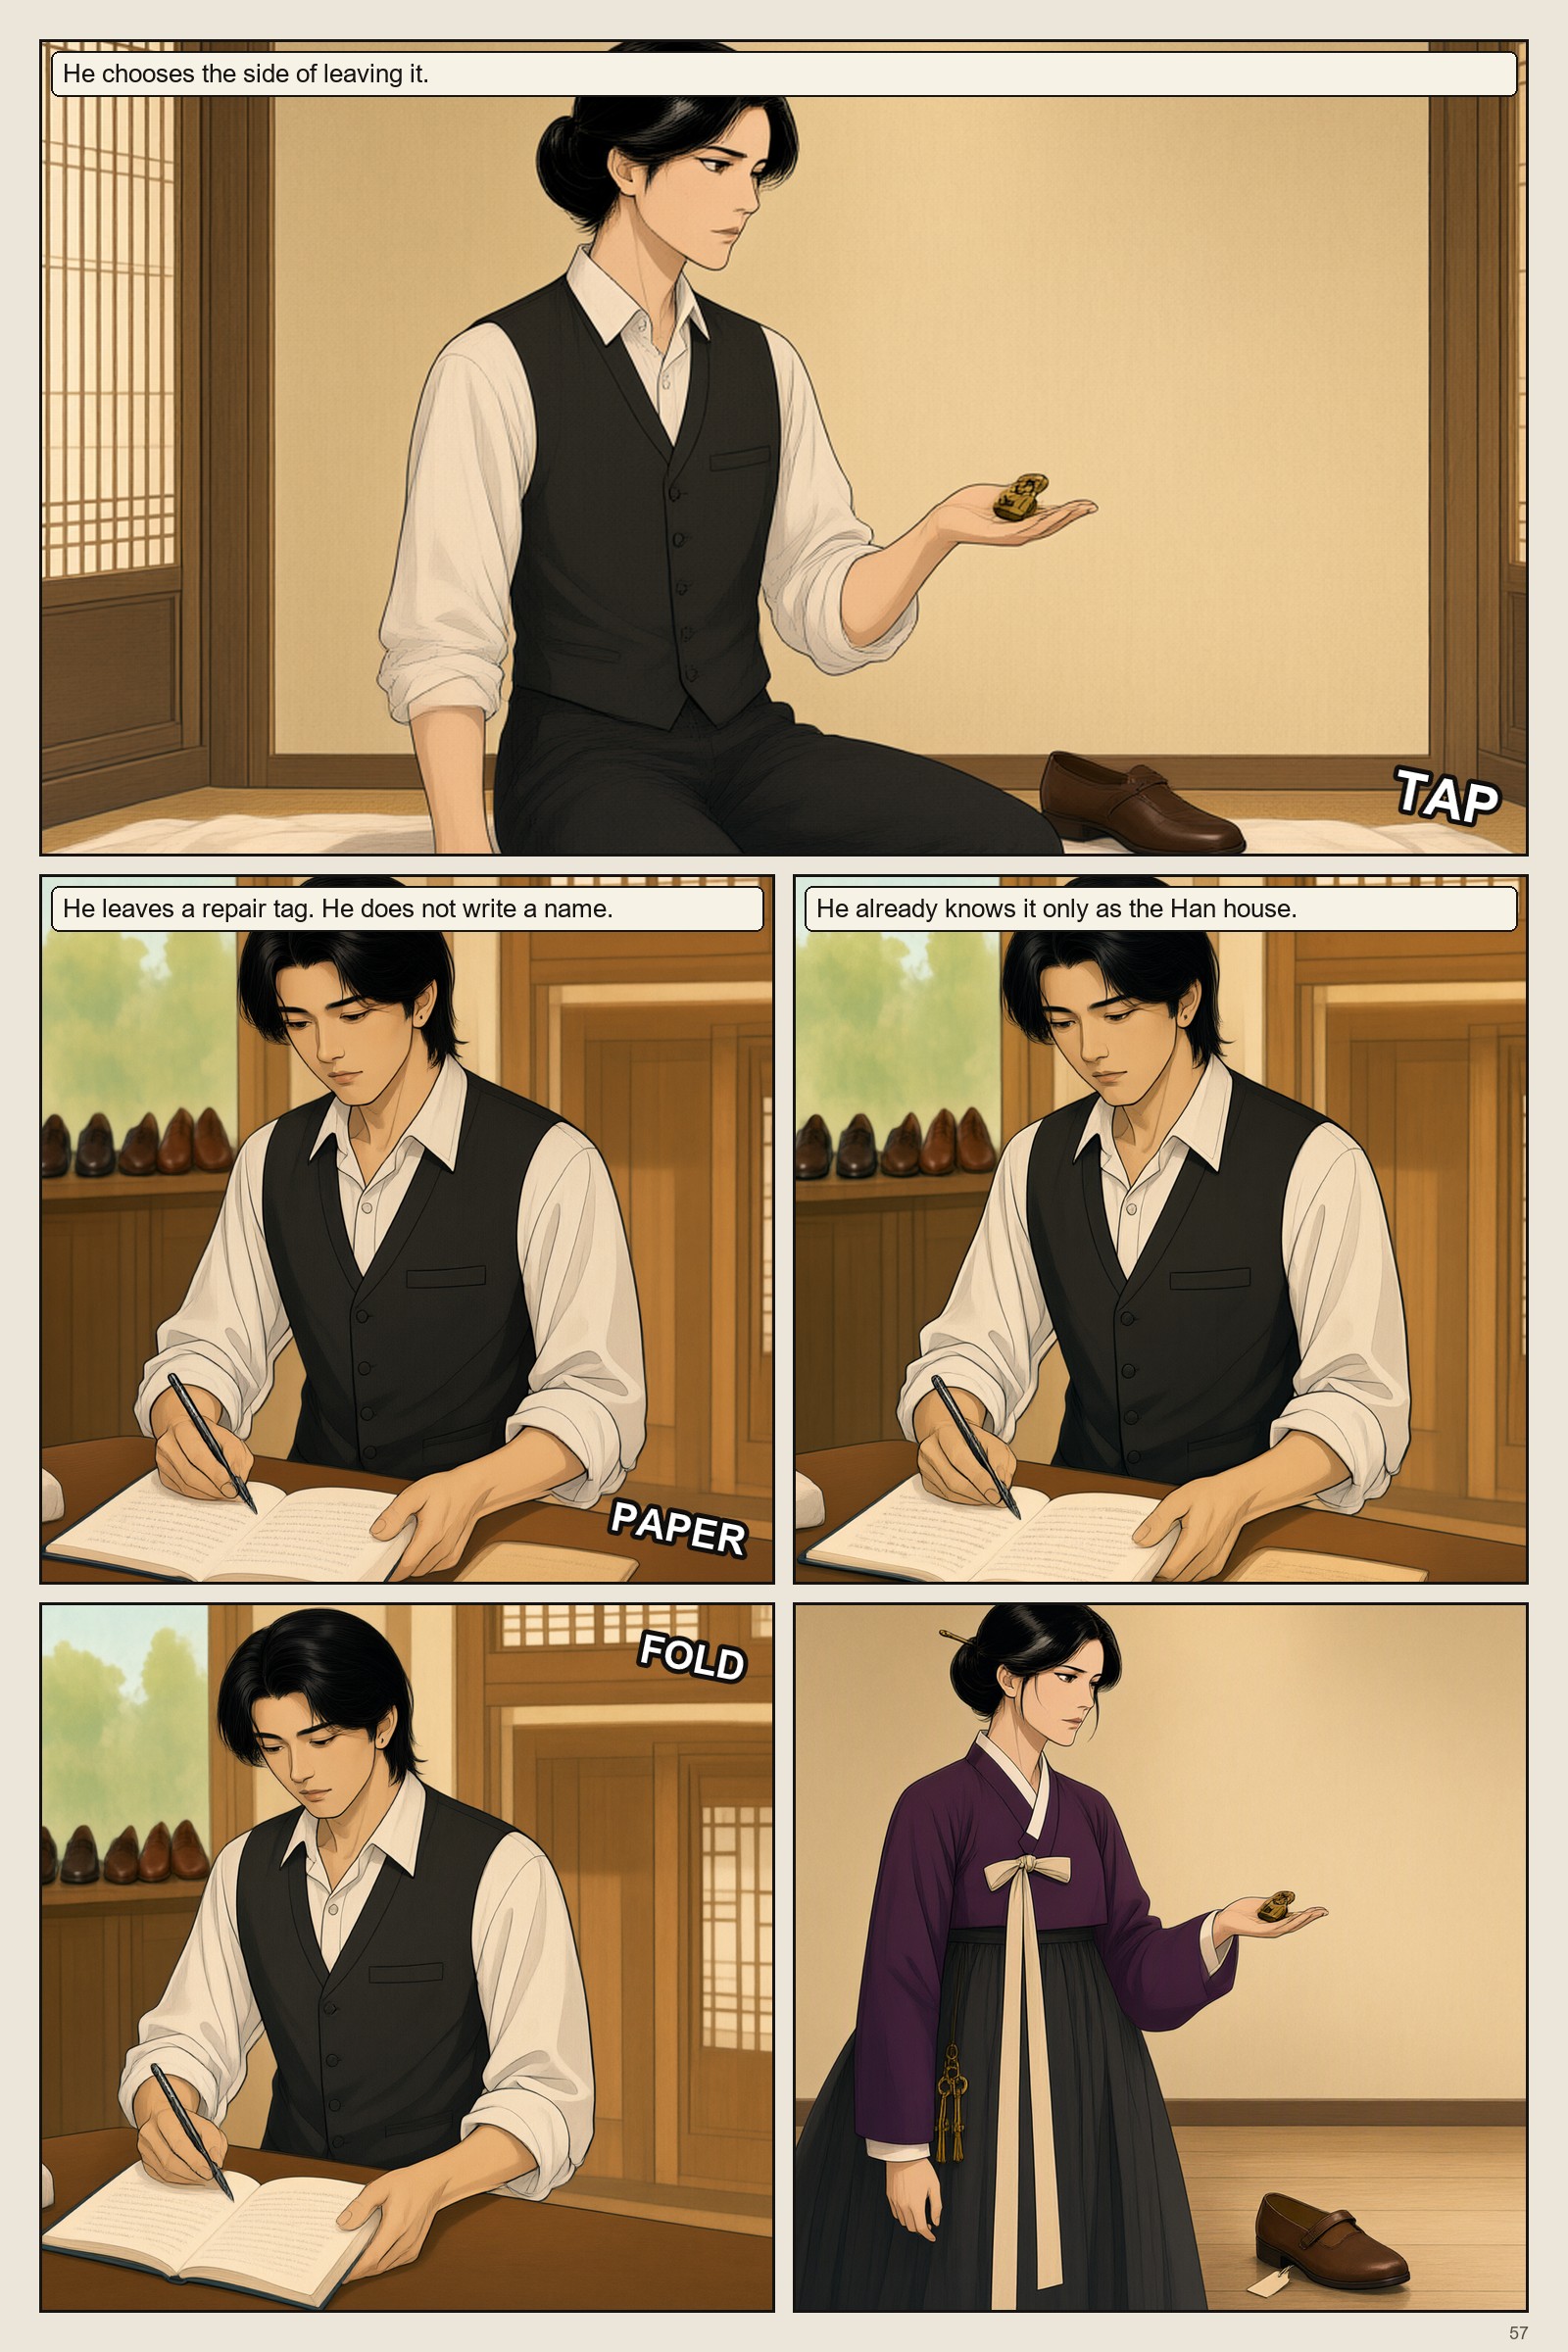 He chooses the side of leaving it.
TAP
He leaves a repair tag. He does not write a name.
PAPER
He already knows it only as the Han house.
FOLD
57